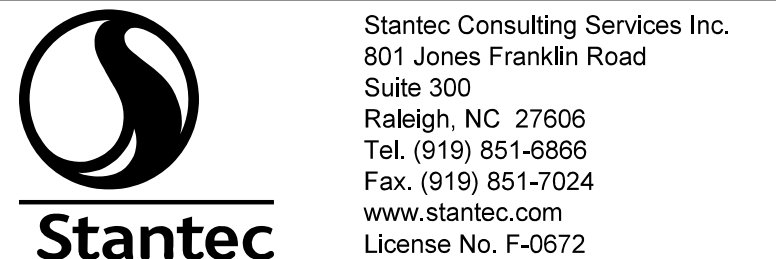 Stantec
Stantec Consulting Services Inc.
801 Jones Franklin Road
Suite 300
Raleigh, NC  27606
Tel. (919) 851-6866
Fax. (919) 851-7024
www.stantec.com
License No. F-0672